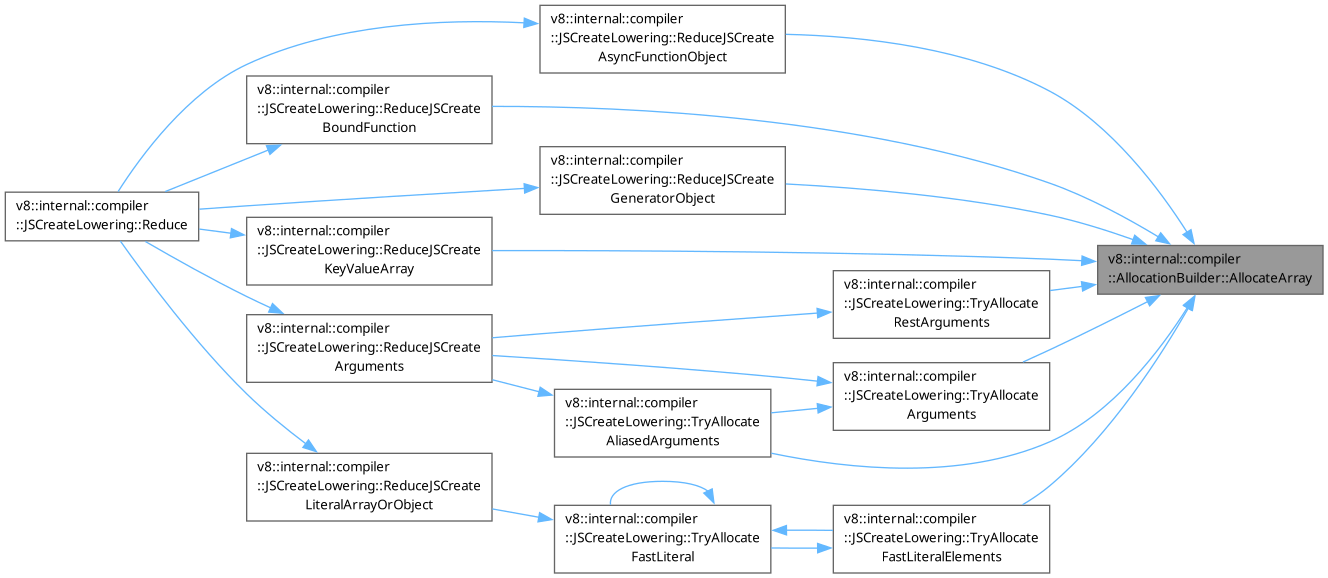 v8::internal::compiler
::JSCreateLowering::ReduceJSCreate
AsyncFunctionObject
v8::internal::compiler
::JSCreateLowering::ReduceJSCreate
BoundFunction
v8::internal::compiler
::JSCreateLowering::ReduceJSCreate
GeneratorObject
v8::internal::compiler
::JSCreateLowering::Reduce
v8::internal::compiler
::JSCreateLowering::ReduceJSCreate
KeyValueArray
v8::internal::compiler
::AllocationBuilder::AllocateArray
v8::internal::compiler
::JSCreateLowering::TryAllocate
RestArguments
v8::internal::compiler
::JSCreateLowering::ReduceJSCreate
Arguments
v8::internal::compiler
::JSCreateLowering::TryAllocate
Arguments
v8::internal::compiler
::JSCreateLowering::TryAllocate
AliasedArguments
v8::internal::compiler
::JSCreateLowering::ReduceJSCreate
LiteralArrayOrObject
v8::internal::compiler
::JSCreateLowering::TryAllocate
FastLiteral
v8::internal::compiler
::JSCreateLowering::TryAllocate
FastLiteralElements